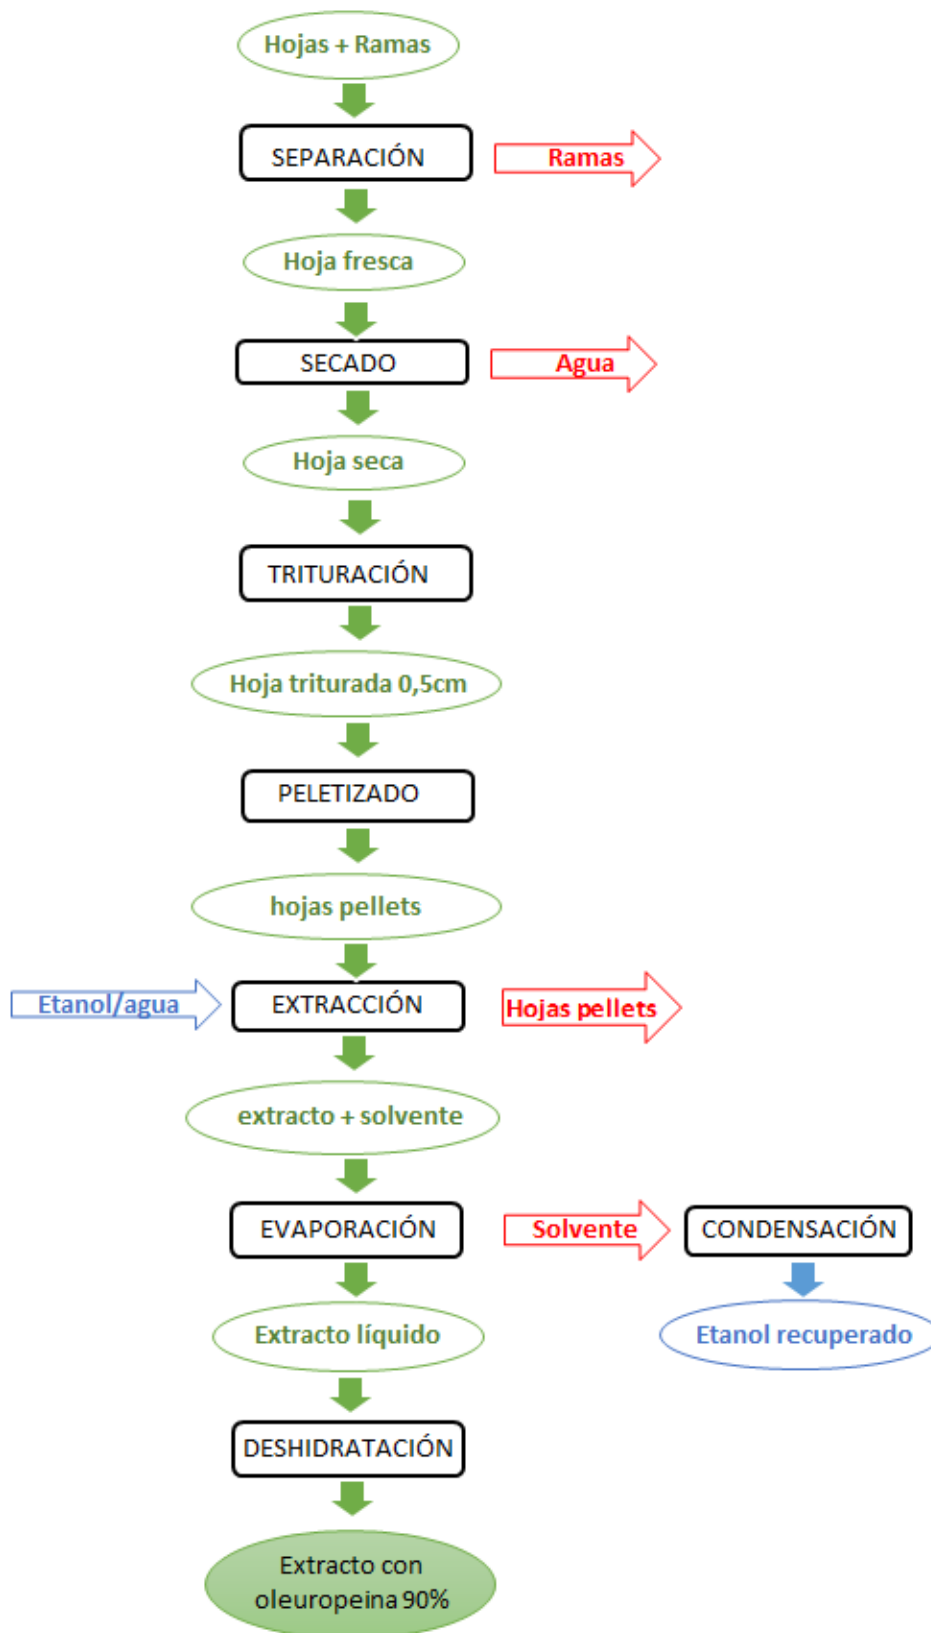 Hojas + Ramas
SEPARACIÓN
Ramas
Hoja fresca
SECADO
Agua
Hoja seca
TRITURACIÓN
Hoja triturada 0,5cm
PELETIZADO
hojas pellets
Etanol/agua
EXTRACCIÓN
Hojas pellets
extracto + solvente
EVAPORACIÓN
Solvente
CONDENSACIÓN
Extracto líquido
Etanol recuperado
DESHIDRATACIÓN
Extracto con
oleuropeina 90%